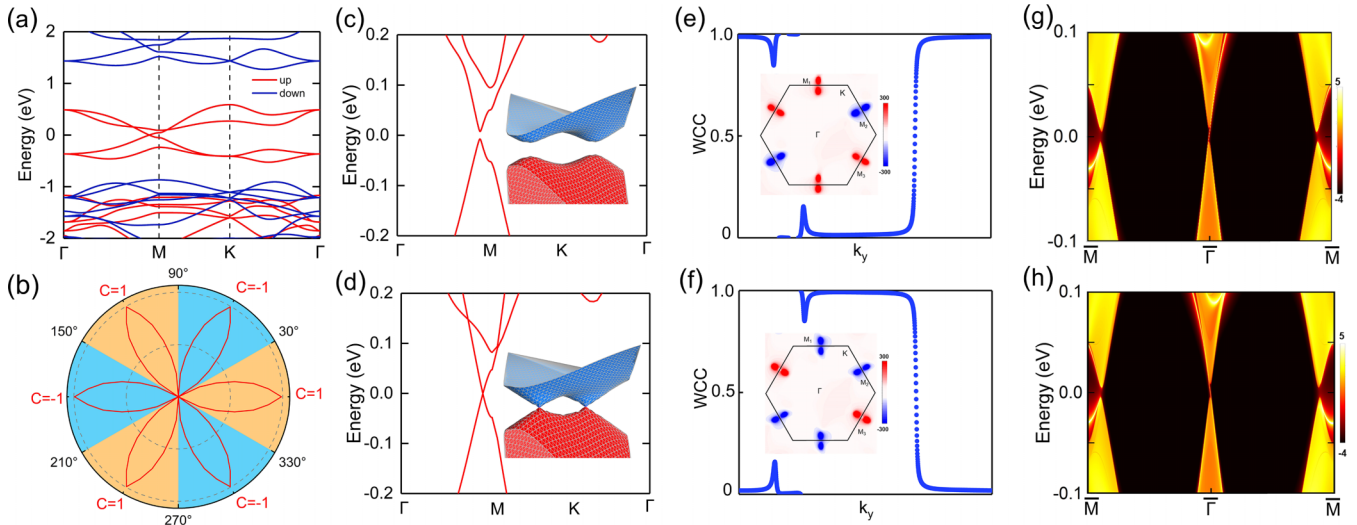 (a)
2
1
0
-1
-2
Energy (eV)
up
down
Γ M K Γ
(b)
90°
30°
330°
270°
210°
150°
C=1
C=-1
C=1
C=-1
C=1
C=-1
(c)
0.2
0.1
0.0
-0.1
-0.2
Energy (eV)
Γ M K Γ
(d)
0.2
0.1
0.0
-0.1
-0.2
Energy (eV)
Γ M K Γ
(e)
1.0
0.5
0
WCC
k_y
M₁
K
M₂
Γ
M₃
300
-300
(f)
1.0
0.5
0
WCC
k_y
M₁
K
M₂
Γ
M₃
300
-300
(g)
0.1
0.0
-0.1
Energy (eV)
M̅ Γ̅ M̅
5
-4
(h)
0.1
0.0
-0.1
Energy (eV)
M̅ Γ̅ M̅
5
-4